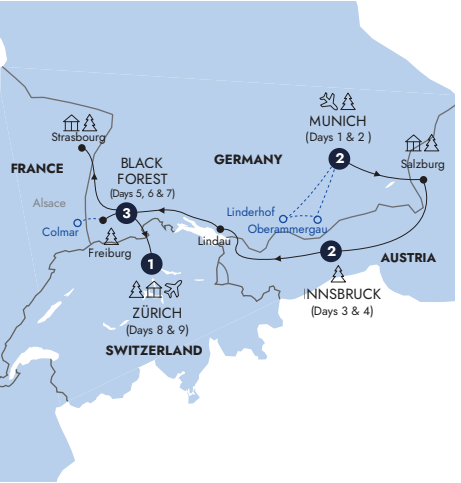 Strasbourg
FRANCE
BLACK
FOREST
(Days 5, 6 & 7)
3
Alsace
Colmar
Freiburg
GERMANY
MUNICH
(Days 1 & 2 )
2
Salzburg
Linderhof
Oberammergau
Lindau
2
INNSBRUCK
(Days 3 & 4)
AUSTRIA
1
ZÜRICH
(Days 8 & 9)
SWITZERLAND